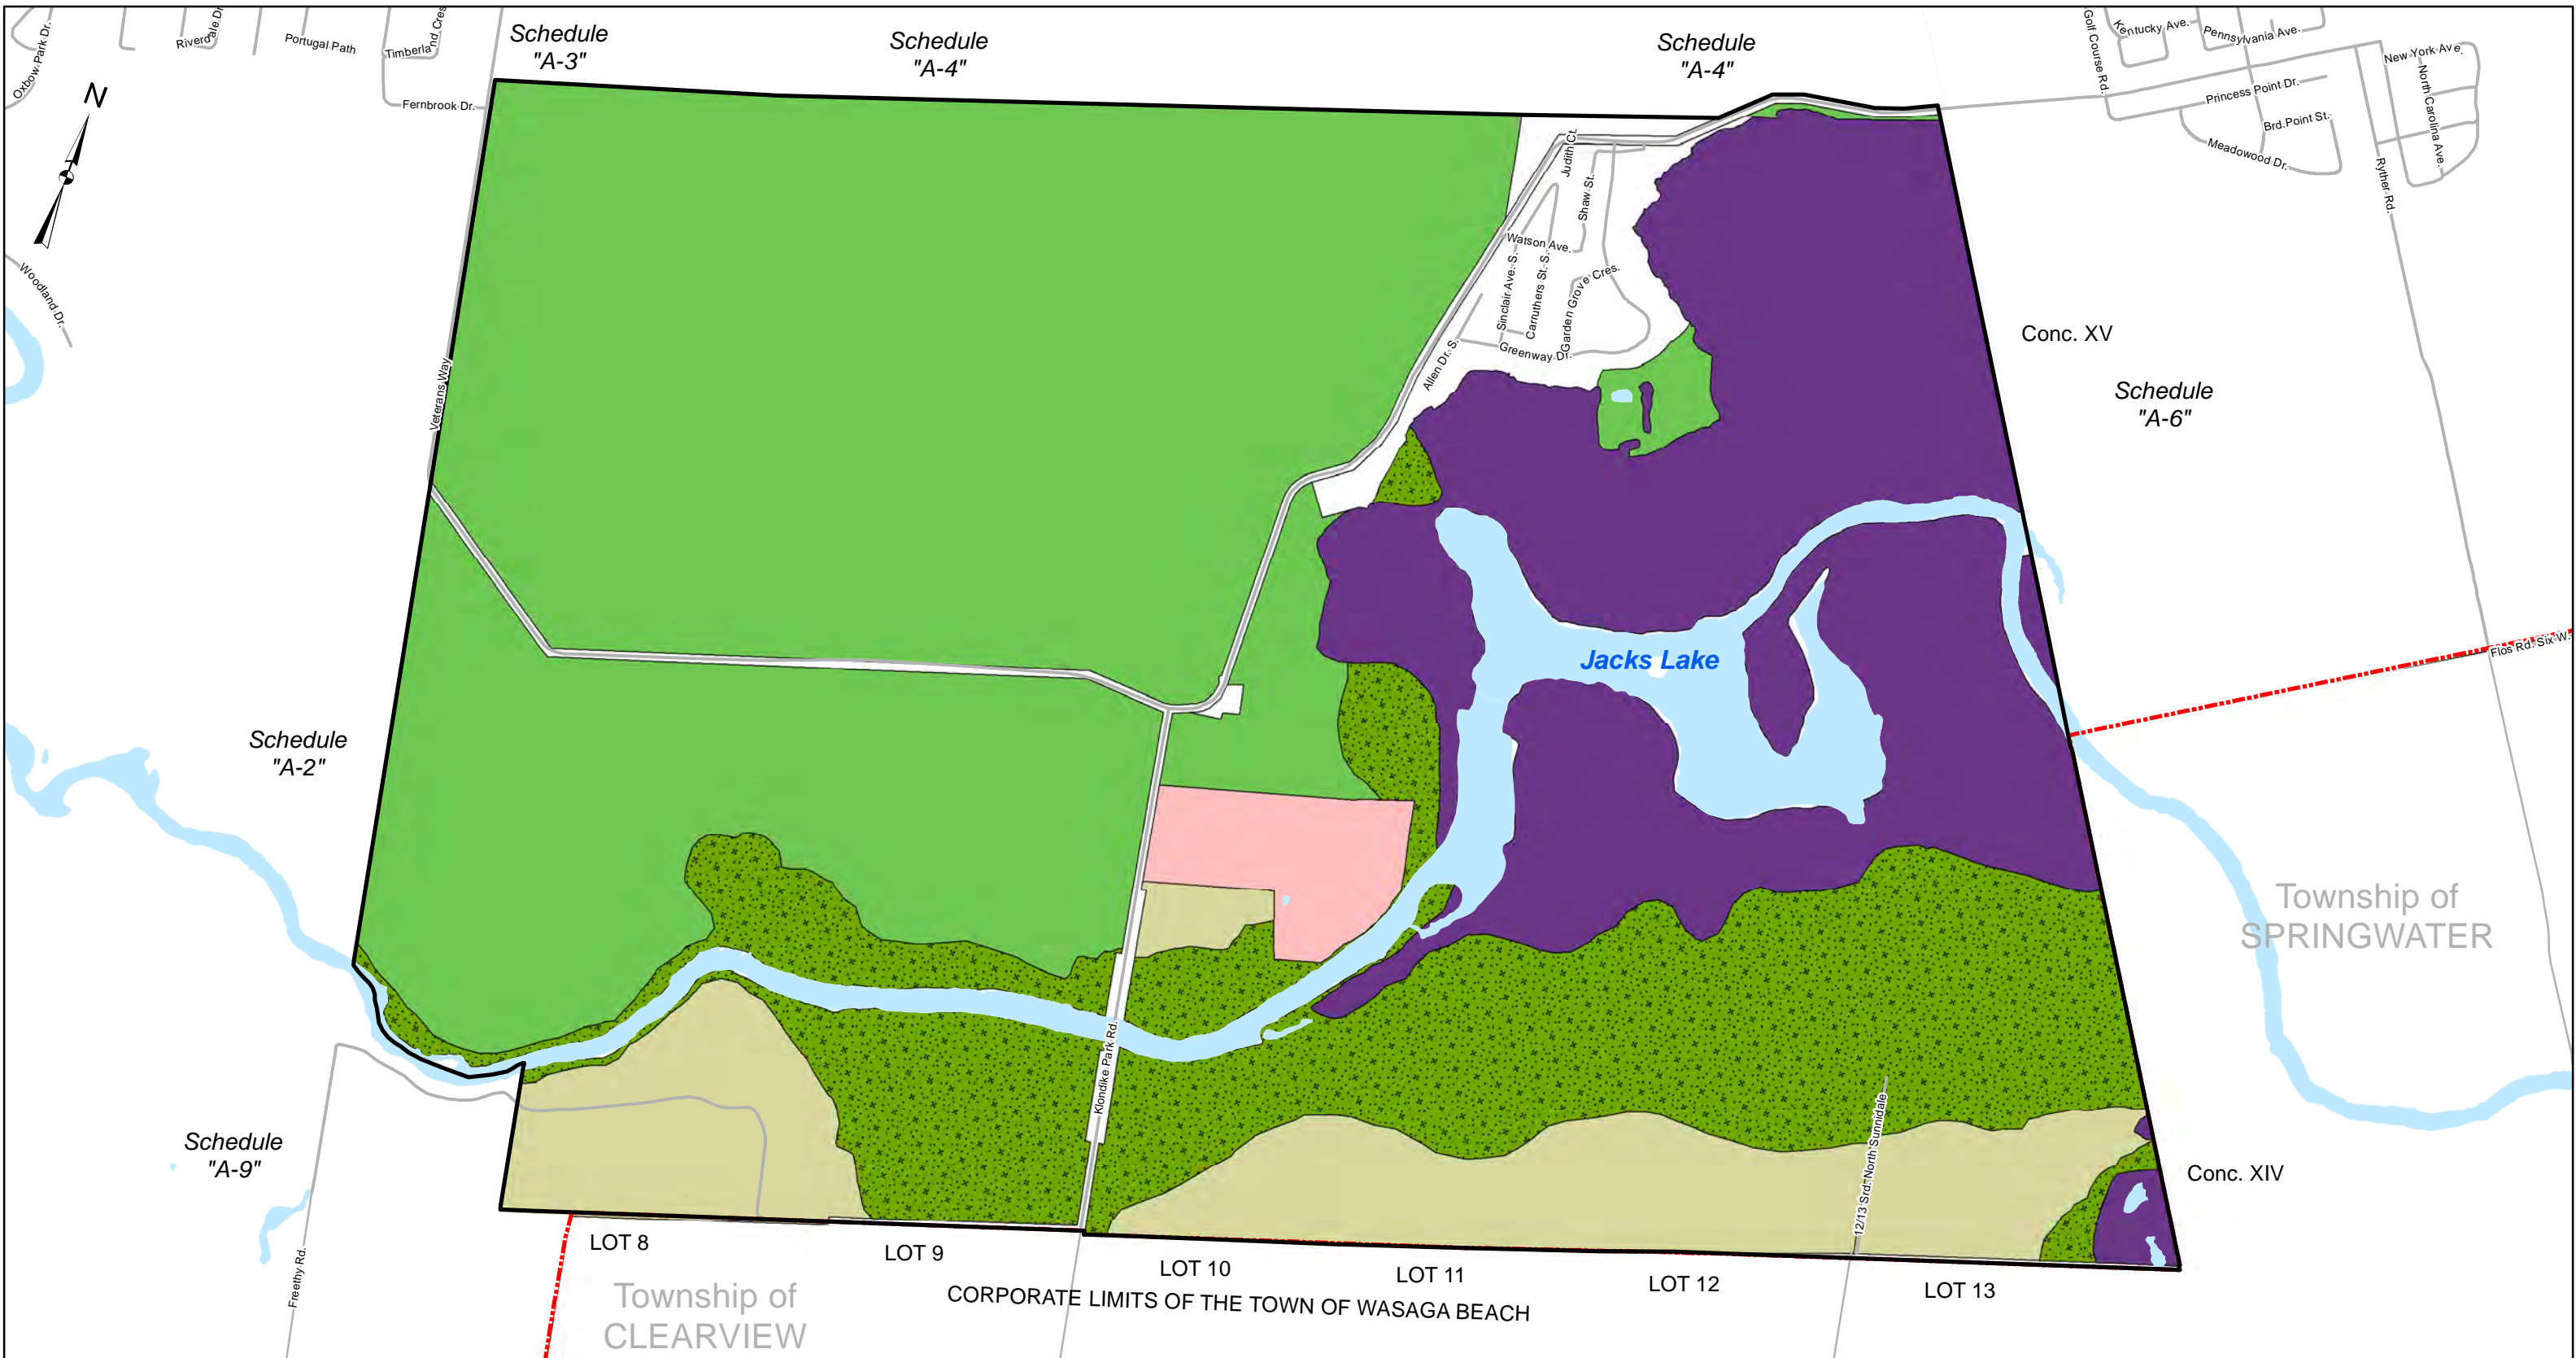 Schedule
"A-3"
Schedule
"A-4"
Schedule
"A-4"
Oxbow Park Dr.
Riverdale Dr
Portugal Path
Timberland Cres
Fernbrook Dr.
Golf Course Rd.
Kentucky Ave.
Pennsylvania Ave.
New York Ave.
North Carolina Ave.
Princess Point Dr.
Brd.Point St.
Meadowood Dr.
Ryther Rd.
N
Woodland Dr.
Veterans Way
Judith Ct.
Shaw St.
Watson Ave.
Sinclair Ave. S.
Carruthers St. S.
Garden Grove Cres.
Greenway Dr.
Allen Dr. S.
Conc. XV
Schedule
"A-6"
Jacks Lake
Flos Rd. Six W.
Schedule
"A-2"
Township of
SPRINGWATER
Klondike Park Rd.
12/13 Srd. North Sunnidale
Schedule
"A-9"
Conc. XIV
Freethy Rd.
LOT 8
LOT 9
LOT 10
LOT 11
LOT 12
LOT 13
CORPORATE LIMITS OF THE TOWN OF WASAGA BEACH
Township of
CLEARVIEW